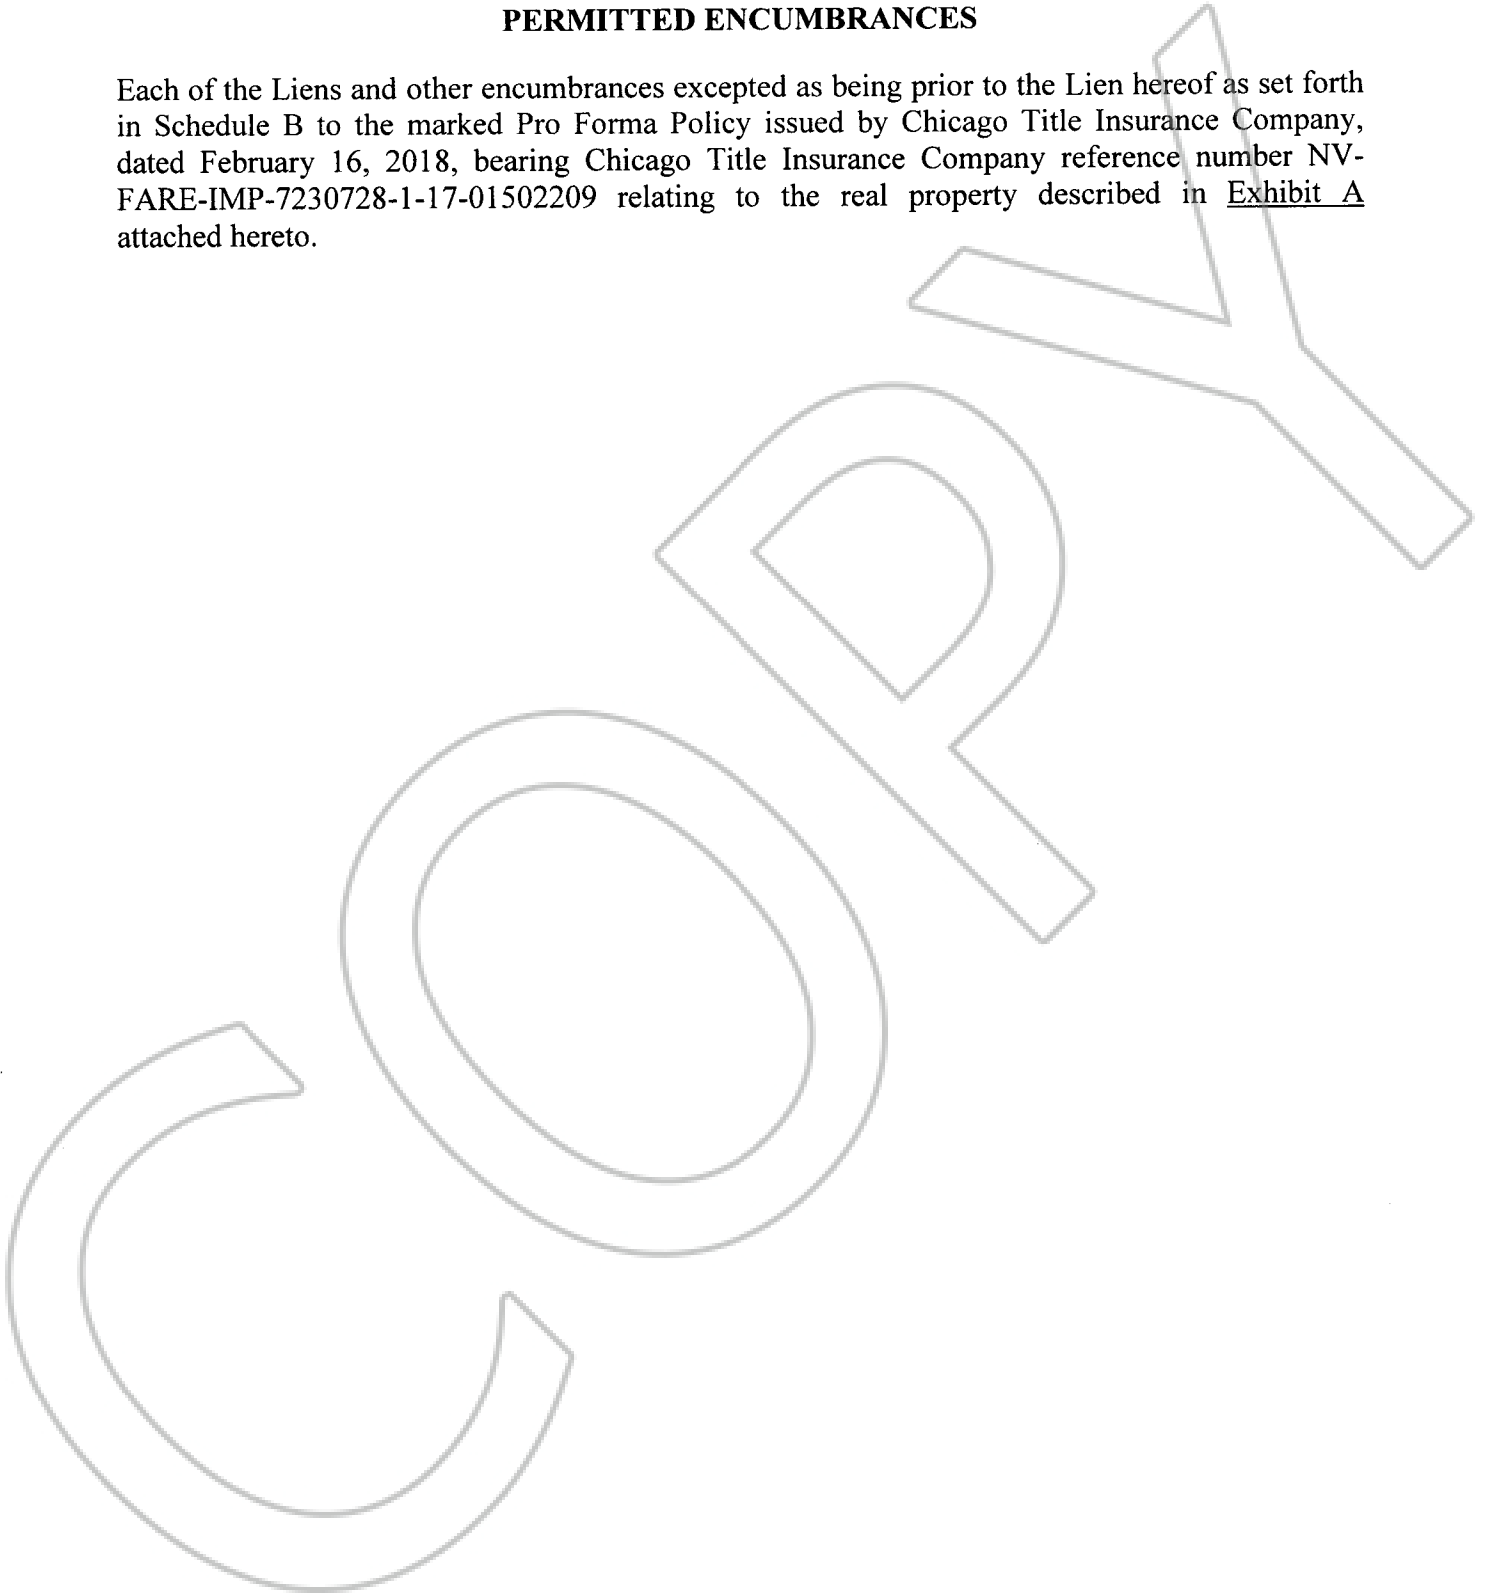 PERMITTED ENCUMBRANCES
Each of the Liens and other encumbrances excepted as being prior to the Lien hereof as set forth
in Schedule B to the marked Pro Forma Policy issued by Chicago Title Insurance Company,
dated February 16, 2018, bearing Chicago Title Insurance Company reference number NV-
FARE-IMP-7230728-1-17-01502209 relating to the real property described in Exhibit A
attached hereto.
COPY